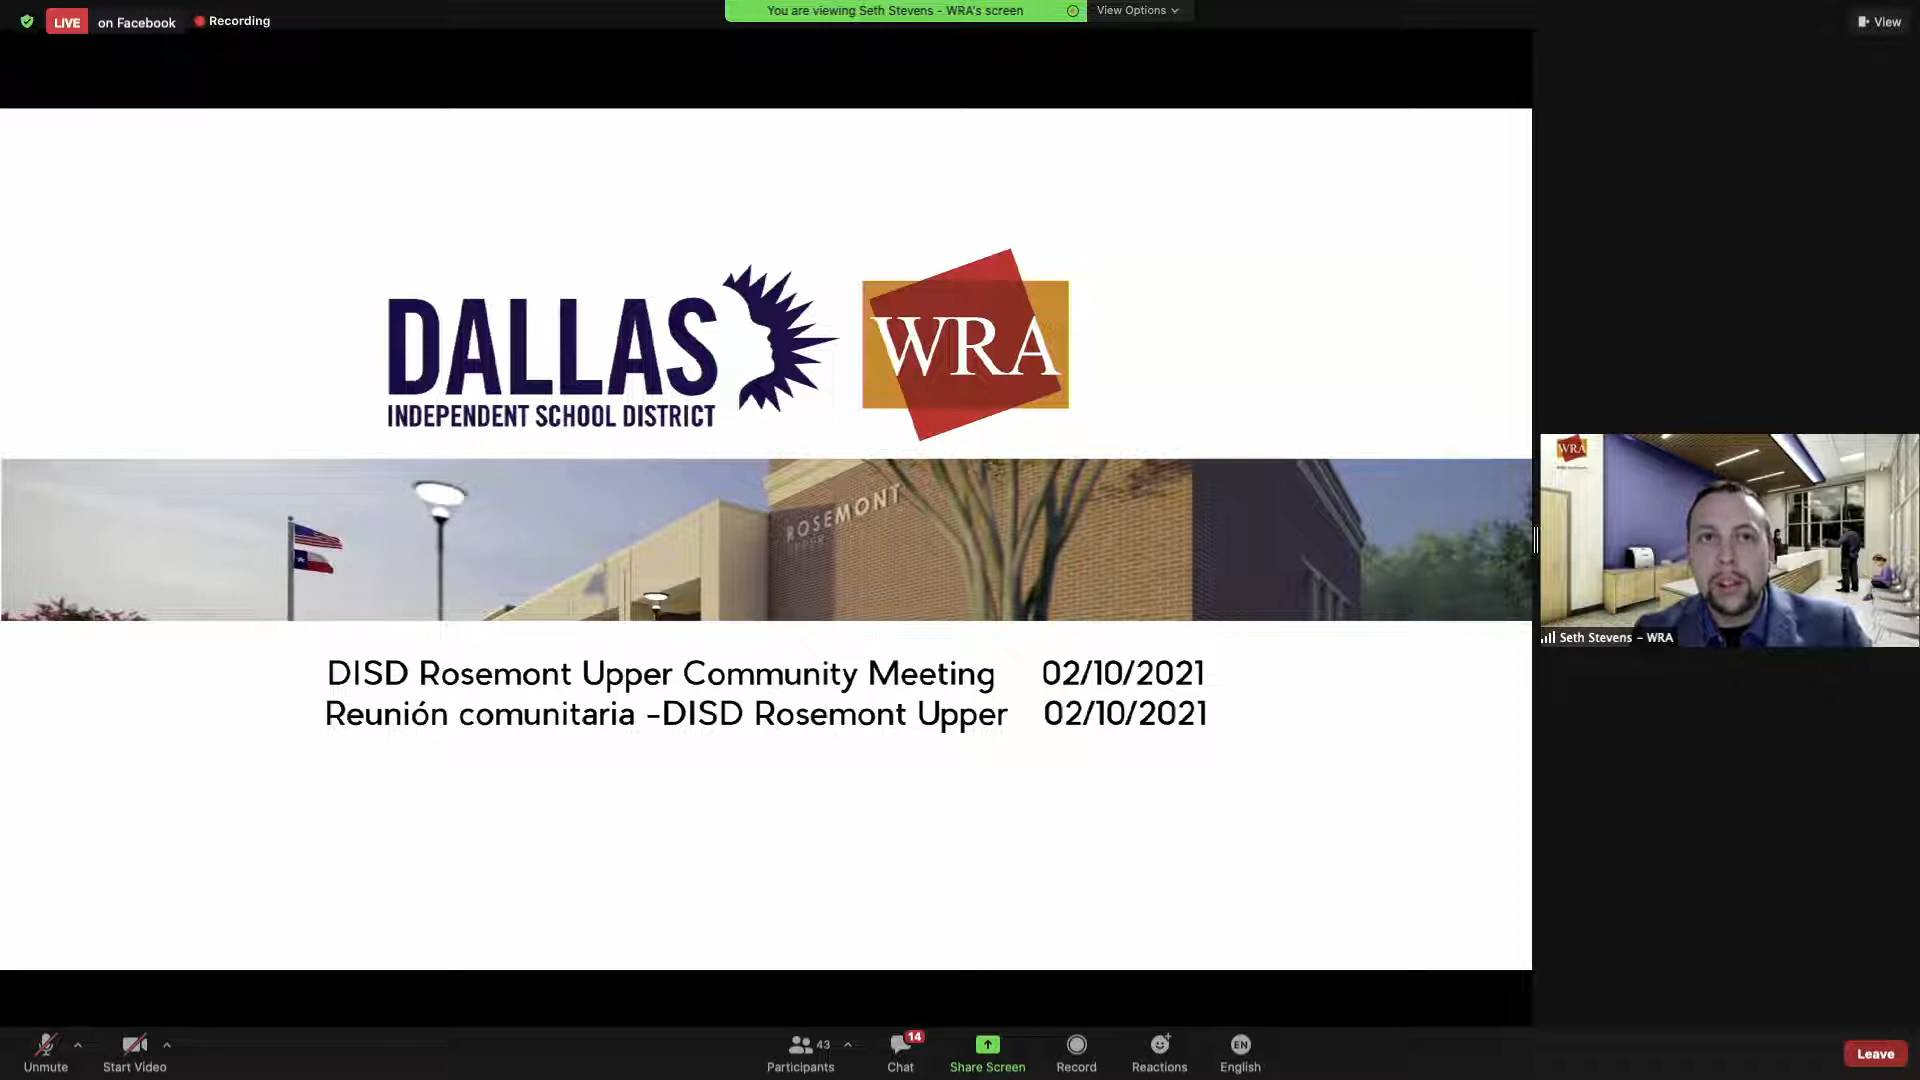 LIVE on Facebook
Recording
You are viewing Seth Stevens - WRA's screen
View Options
View
DALLAS
INDEPENDENT SCHOOL DISTRICT
WRA
ROSEMONT
WRA
Seth Stevens - WRA
DISD Rosemont Upper Community Meeting 02/10/2021
Reunión comunitaria -DISD Rosemont Upper 02/10/2021
Unmute
Start Video
43
Participants
14
Chat
Share Screen
Record
Reactions
EN
English
Leave